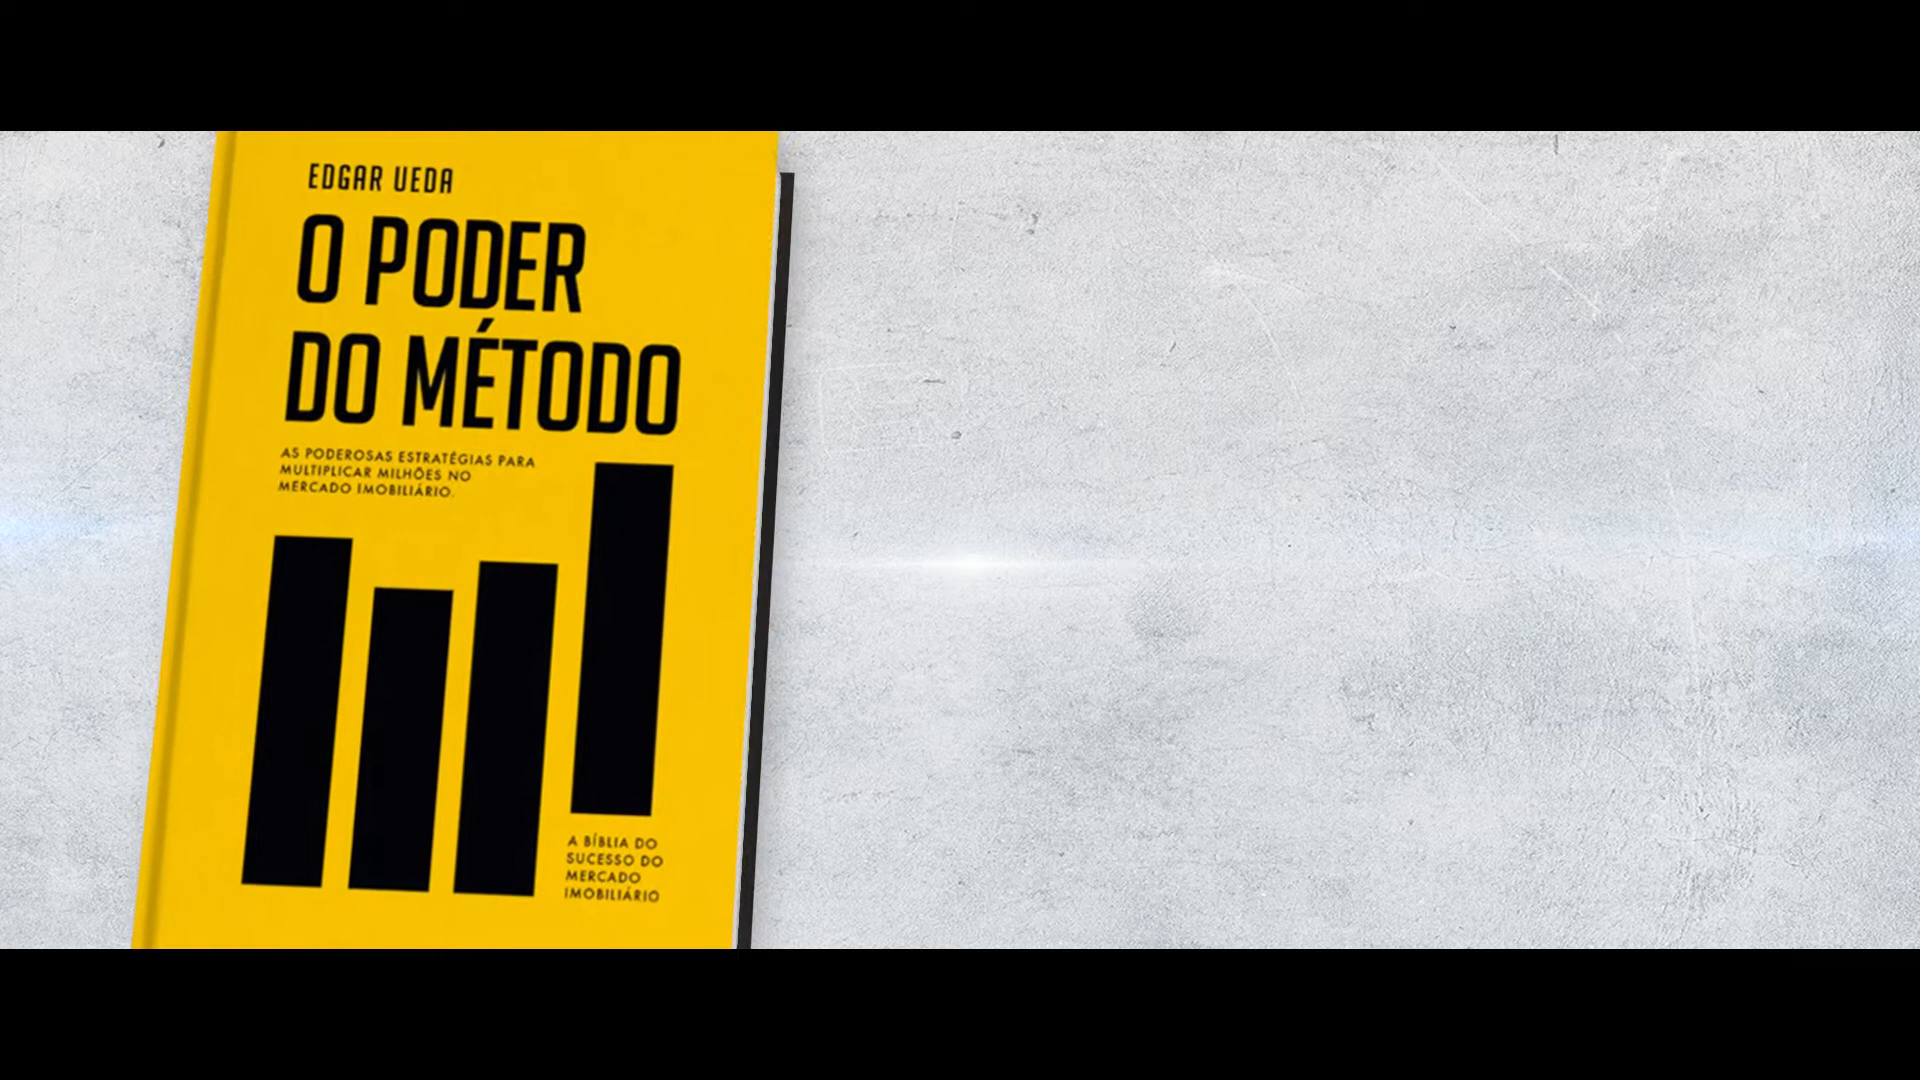 EDGAR UEDA
O PODER
DO MÉTODO
AS PODEROSAS ESTRATÉGIAS PARA
MULTIPLICAR MILHÕES NO
MERCADO IMOBILIÁRIO.
A BÍBLIA DO
SUCESSO DO
MERCADO
IMOBILIÁRIO